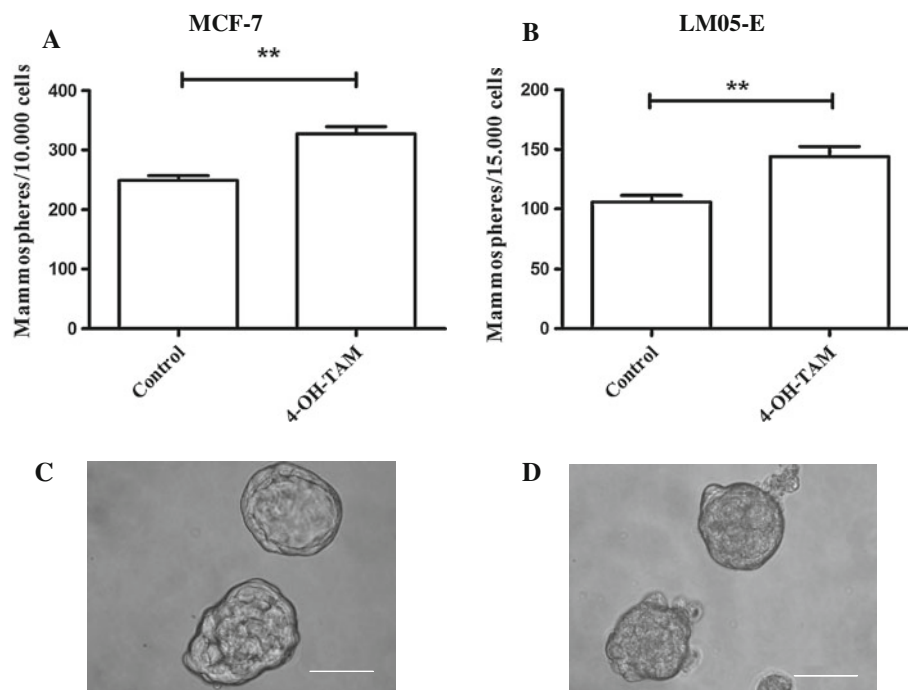 MCF-7
A
**
400
300
200
100
0
Mammospheres/10.000 cells
Control
4-OH-TAM
LM05-E
B
**
200
150
100
50
0
Mammospheres/15.000 cells
Control
4-OH-TAM
C
D